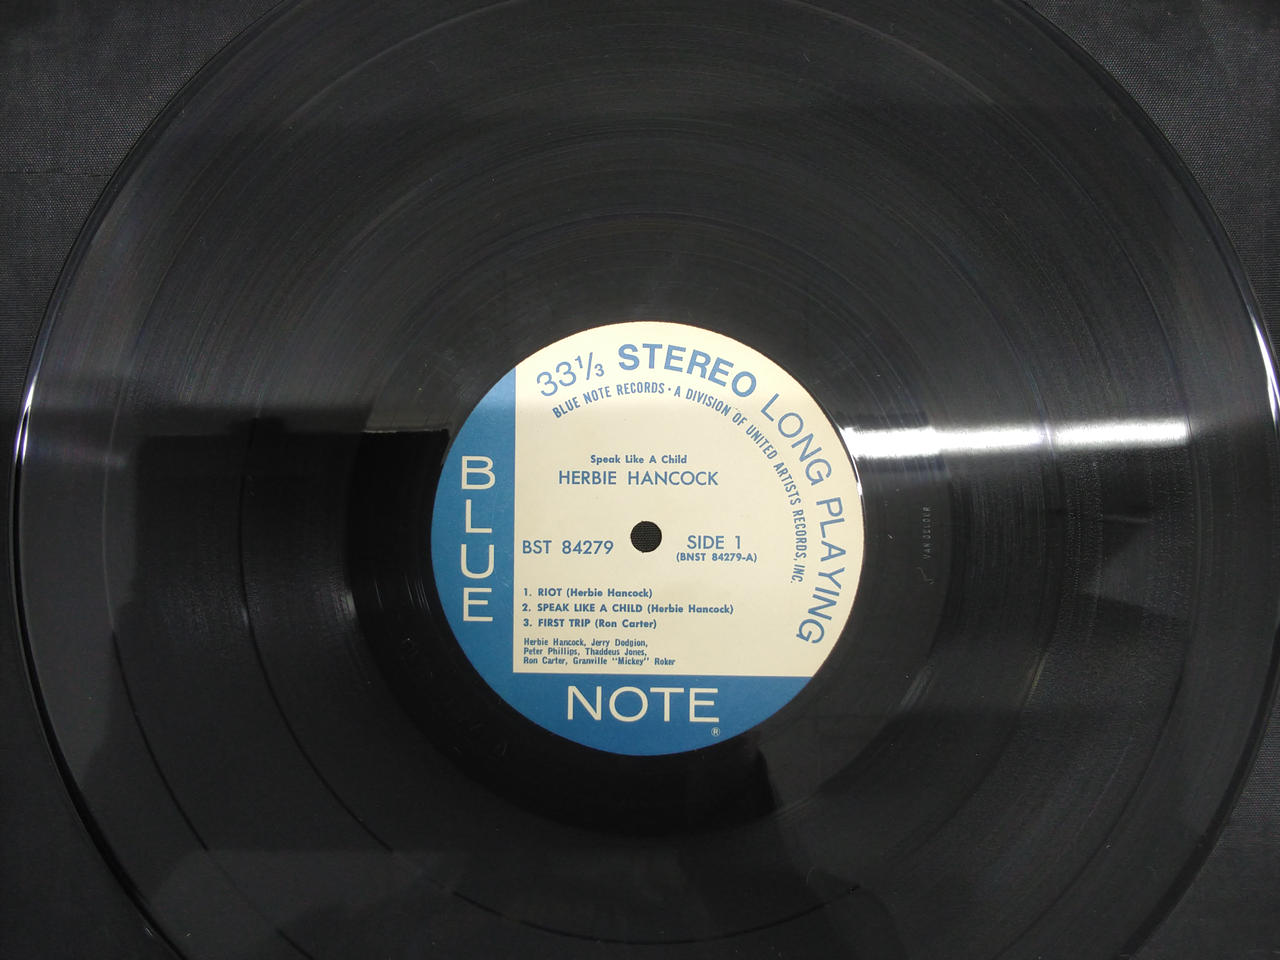 33⅓ STEREO LONG PLAYING
BLUE NOTE RECORDS • A DIVISION OF UNITED ARTISTS RECORDS, INC.
Speak Like A Child
HERBIE HANCOCK
BST 84279
SIDE 1
(BNST 84279-A)
1. RIOT (Herbie Hancock)
2. SPEAK LIKE A CHILD (Herbie Hancock)
3. FIRST TRIP (Ron Carter)
Herbie Hancock, Jerry Dodgion,
Peter Phillips, Thaddeus Jones,
Ron Carter, Granville "Mickey" Roker
BLUE
NOTE
®
VAN GELDER